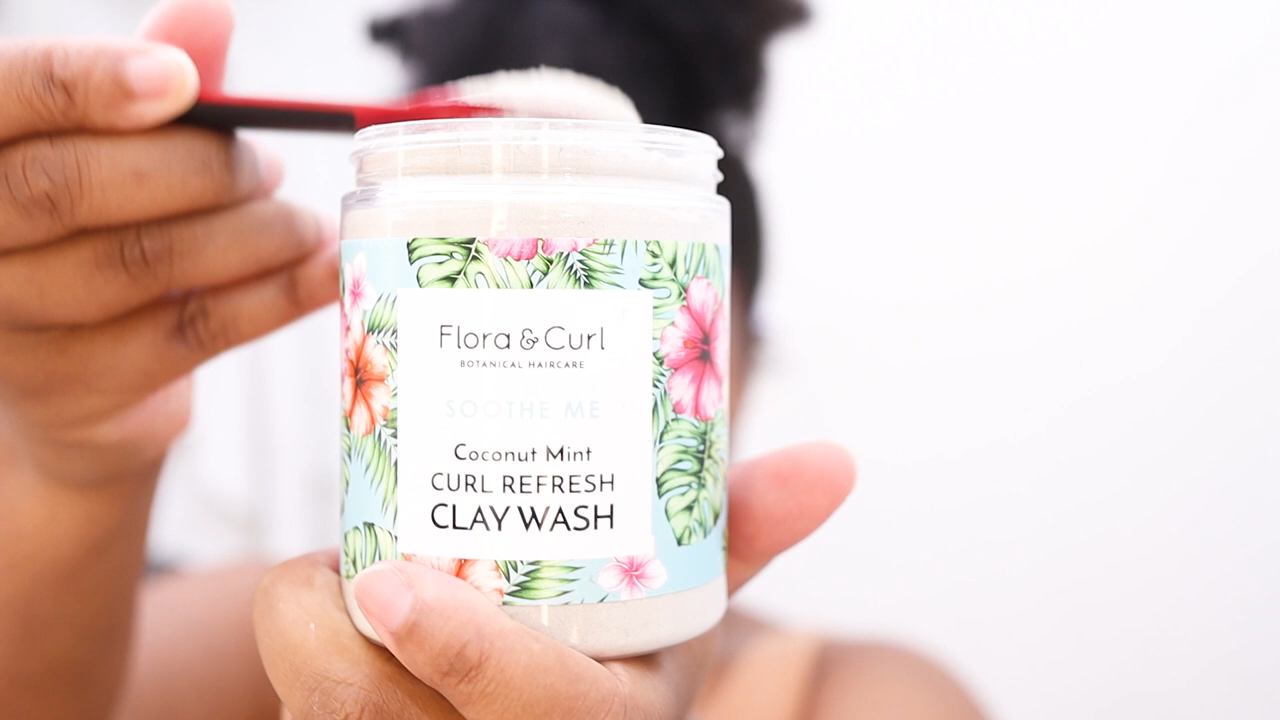 Flora & Curl
BOTANICAL HAIRCARE
SOOTHE ME
Coconut Mint
CURL REFRESH
CLAY WASH